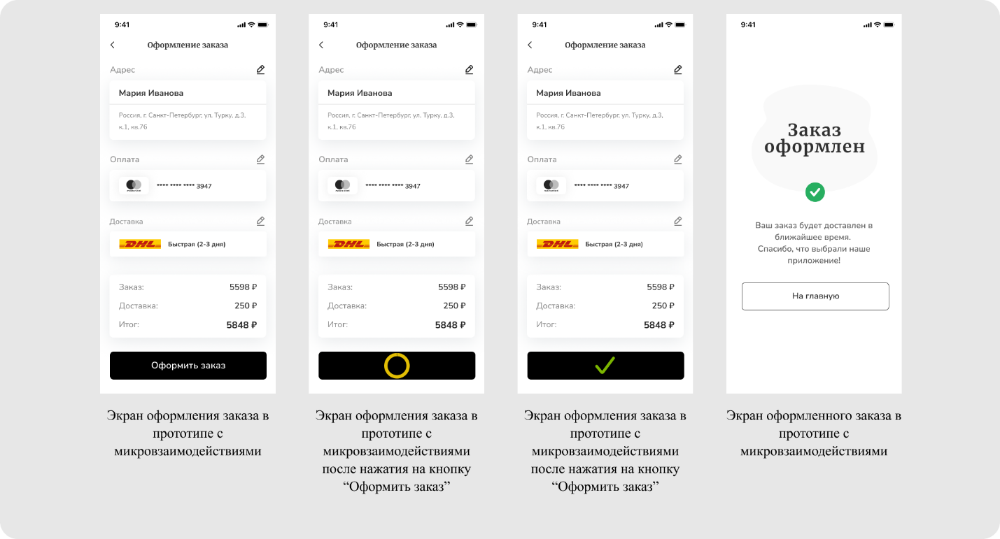 9:41
Оформление заказа
Адрес
Мария Иванова
Россия, г. Санкт-Петербург, ул. Турку, д.3,
к.1, кв.76
Оплата
**** **** **** 3947
Доставка
DHL
Быстрая (2-3 дня)
Заказ: 5598 ₽
Доставка: 250 ₽
Итог: 5848 ₽
Оформить заказ
Экран оформления заказа в
прототипе с
микровзаимодействиями
9:41
Оформление заказа
Адрес
Мария Иванова
Россия, г. Санкт-Петербург, ул. Турку, д.3,
к.1, кв.76
Оплата
**** **** **** 3947
Доставка
DHL
Быстрая (2-3 дня)
Заказ: 5598 ₽
Доставка: 250 ₽
Итог: 5848 ₽
Экран оформления заказа в
прототипе с
микровзаимодействиями
после нажатия на кнопку
“Оформить заказ”
9:41
Оформление заказа
Адрес
Мария Иванова
Россия, г. Санкт-Петербург, ул. Турку, д.3,
к.1, кв.76
Оплата
**** **** **** 3947
Доставка
DHL
Быстрая (2-3 дня)
Заказ: 5598 ₽
Доставка: 250 ₽
Итог: 5848 ₽
Экран оформления заказа в
прототипе с
микровзаимодействиями
после нажатия на кнопку
“Оформить заказ”
9:41
Заказ
оформлен
Ваш заказ будет доставлен в
ближайшее время.
Спасибо, что выбрали наше
приложение!
На главную
Экран оформленного заказа в
прототипе с
микровзаимодействиями